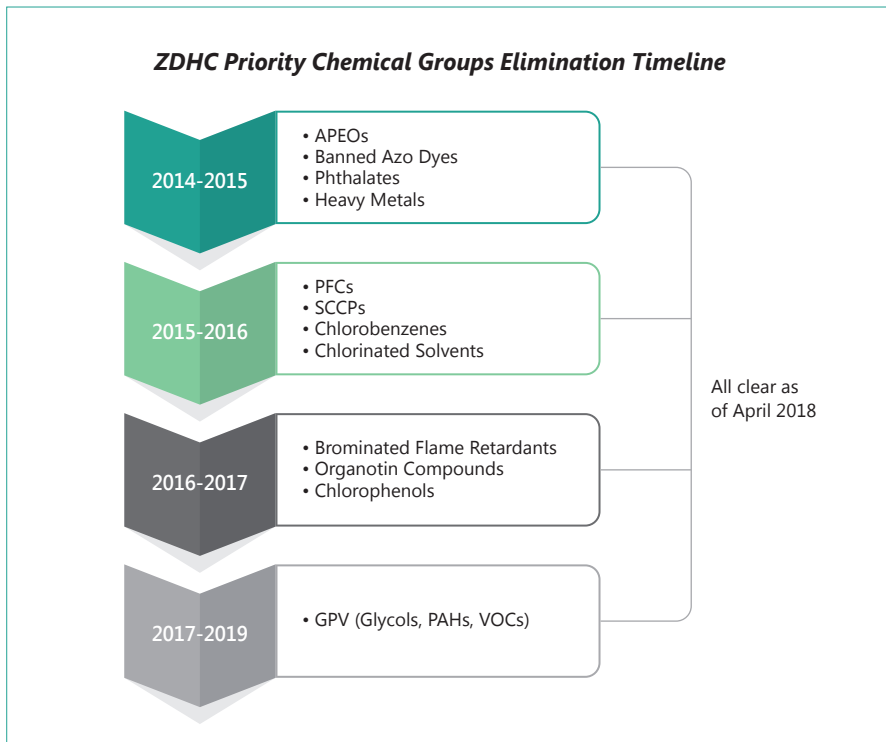 ZDHC Priority Chemical Groups Elimination Timeline
2014-2015
• APEOs
• Banned Azo Dyes
• Phthalates
• Heavy Metals
2015-2016
• PFCs
• SCCPs
• Chlorobenzenes
• Chlorinated Solvents
2016-2017
• Brominated Flame Retardants
• Organotin Compounds
• Chlorophenols
2017-2019
• GPV (Glycols, PAHs, VOCs)
All clear as
of April 2018